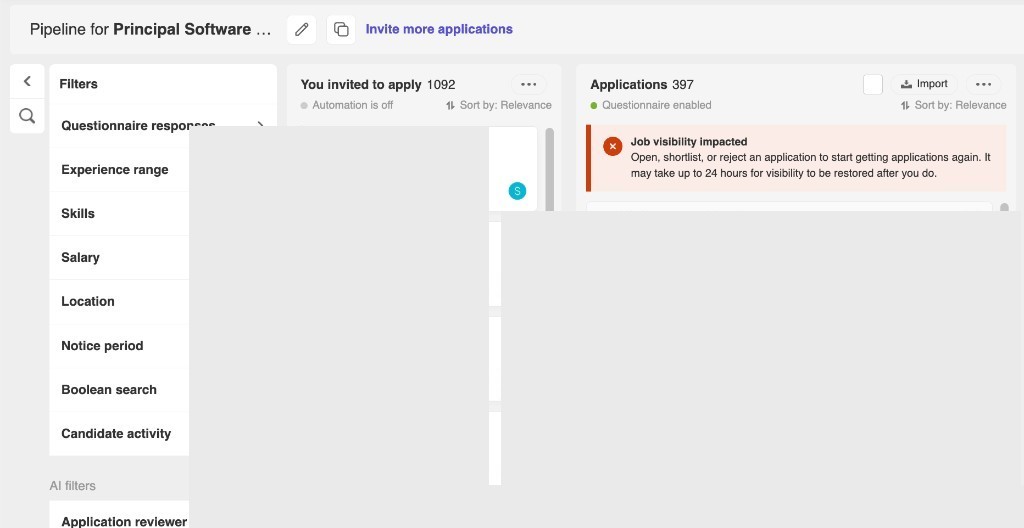 Pipeline for Principal Software ...
Invite more applications
Filters
Questionnaire responses
Experience range
Skills
Salary
Location
Notice period
Boolean search
Candidate activity
AI filters
Application reviewer
You invited to apply 1092
Automation is off
Sort by: Relevance
S
Applications 397
Import
Questionnaire enabled
Sort by: Relevance
Job visibility impacted
Open, shortlist, or reject an application to start getting applications again. It
may take up to 24 hours for visibility to be restored after you do.